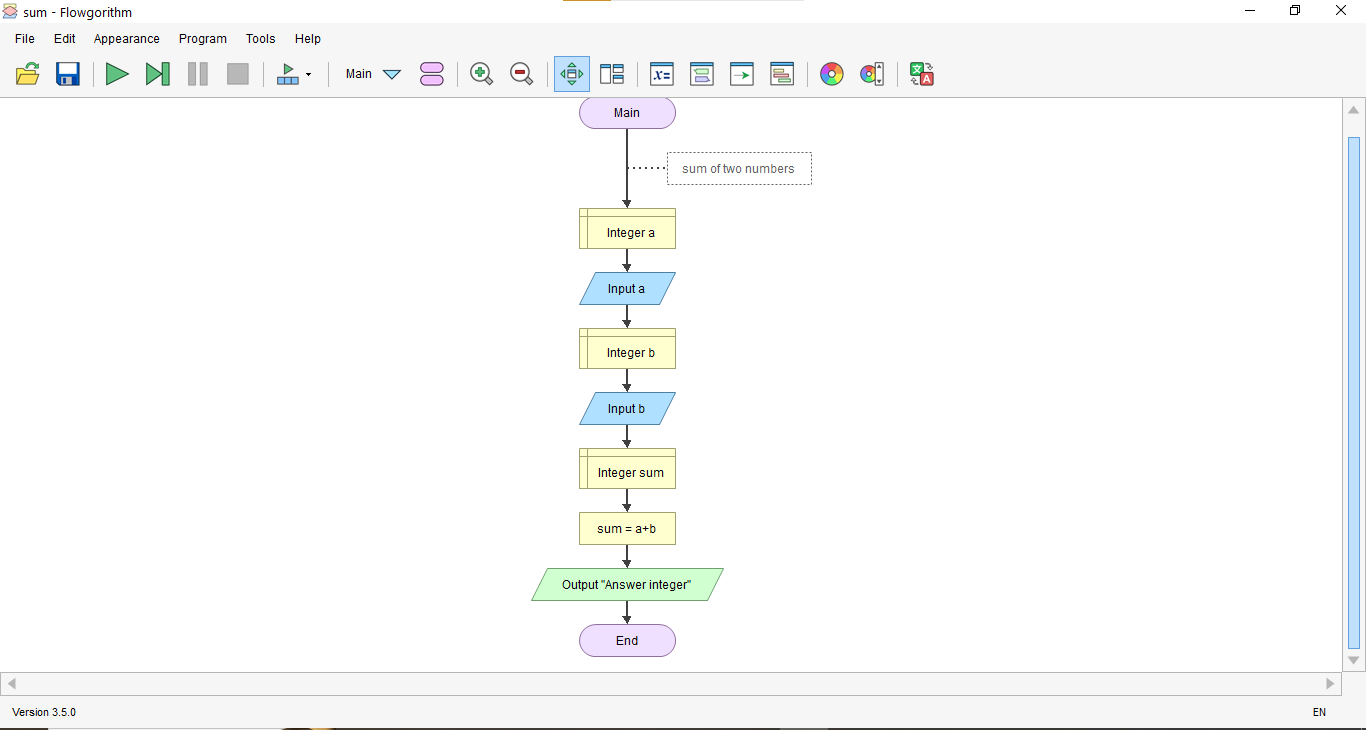 sum - Flowgorithm
File Edit Appearance Program Tools Help
Main
x=
文 A
Main
sum of two numbers
Integer a
Input a
Integer b
Input b
Integer sum
sum = a+b
Output "Answer integer"
End
Version 3.5.0 EN